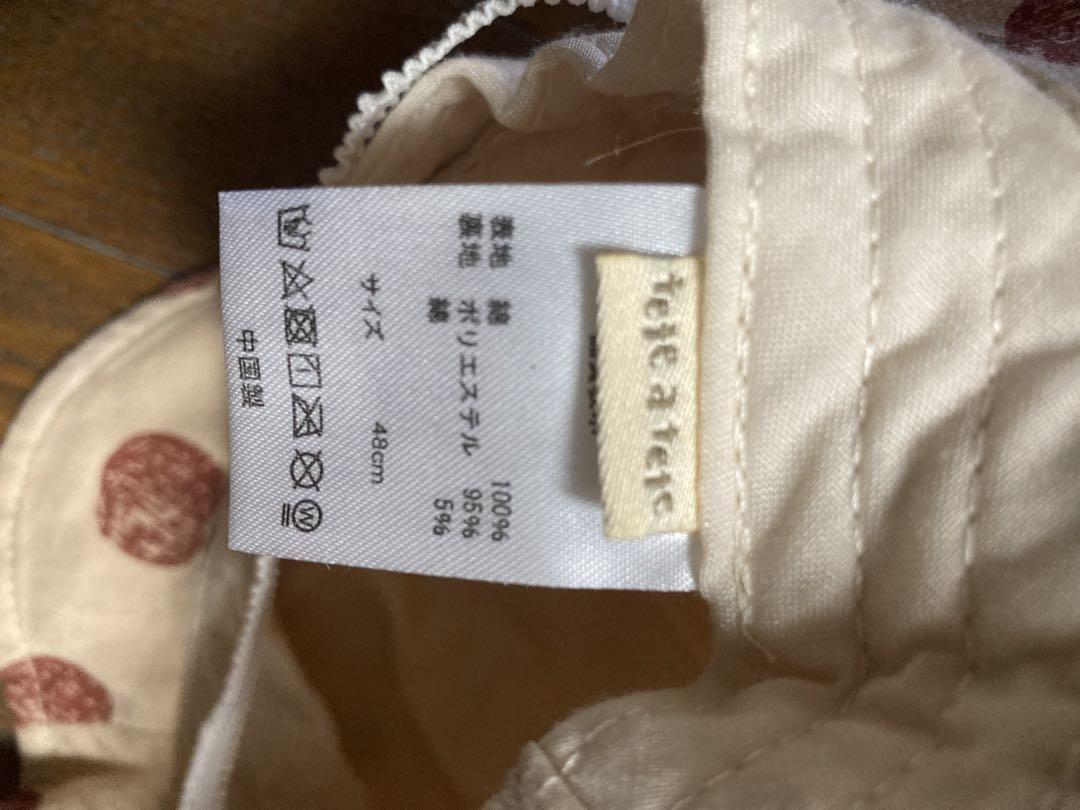 tete a tete
表地 綿 100%
裏地 ポリエステル 95%
綿 5%
サイズ 48cm
W
中国製